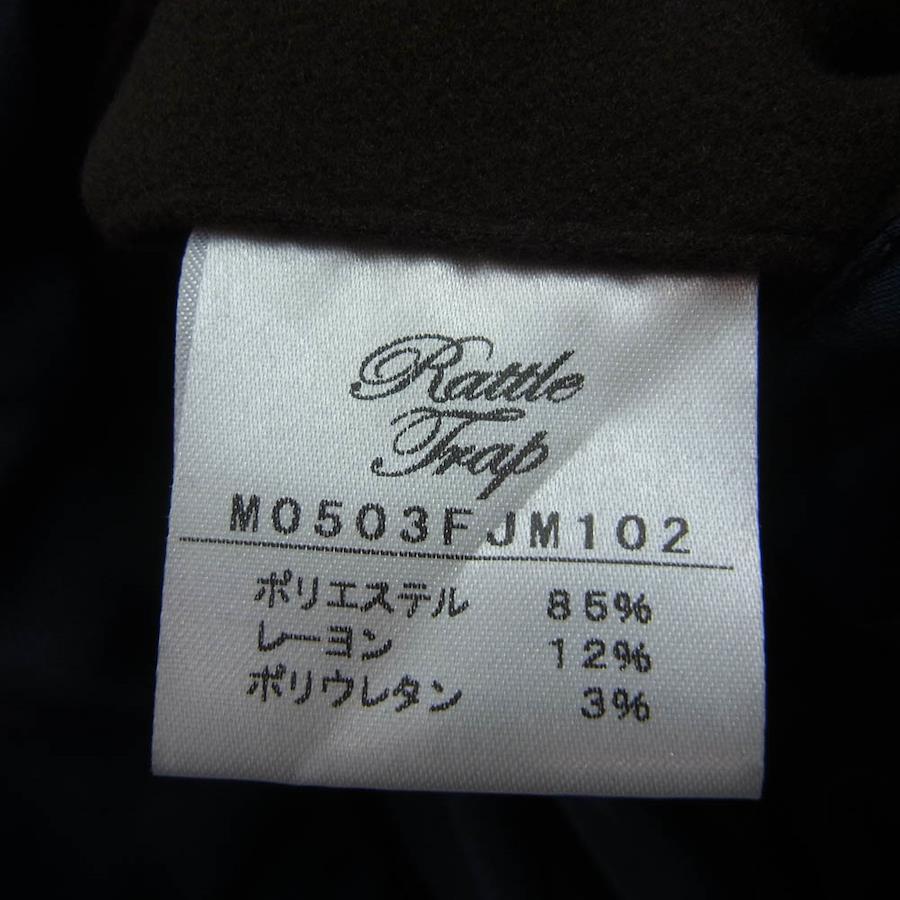 Rattle
Trap
M0503FJM102
ポリエステル 85%
レーヨン 12%
ポリウレタン 3%